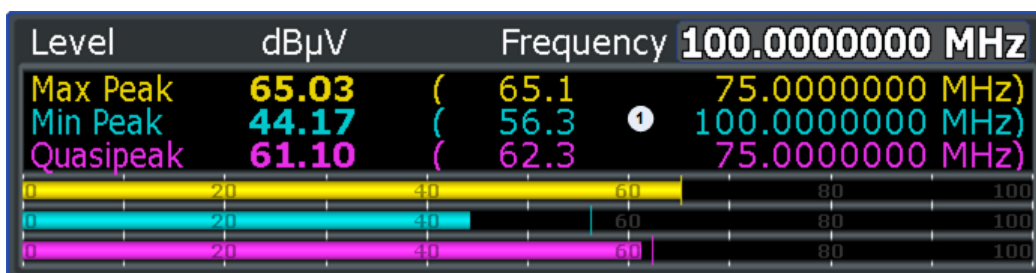 Level dBµV Frequency 100.0000000 MHz
Max Peak 65.03 ( 65.1 75.0000000 MHz)
Min Peak 44.17 ( 56.3 1 100.0000000 MHz)
Quasipeak 61.10 ( 62.3 75.0000000 MHz)
0 20 40 60 80 100
0 20 40 60 80 100
0 20 40 60 80 100